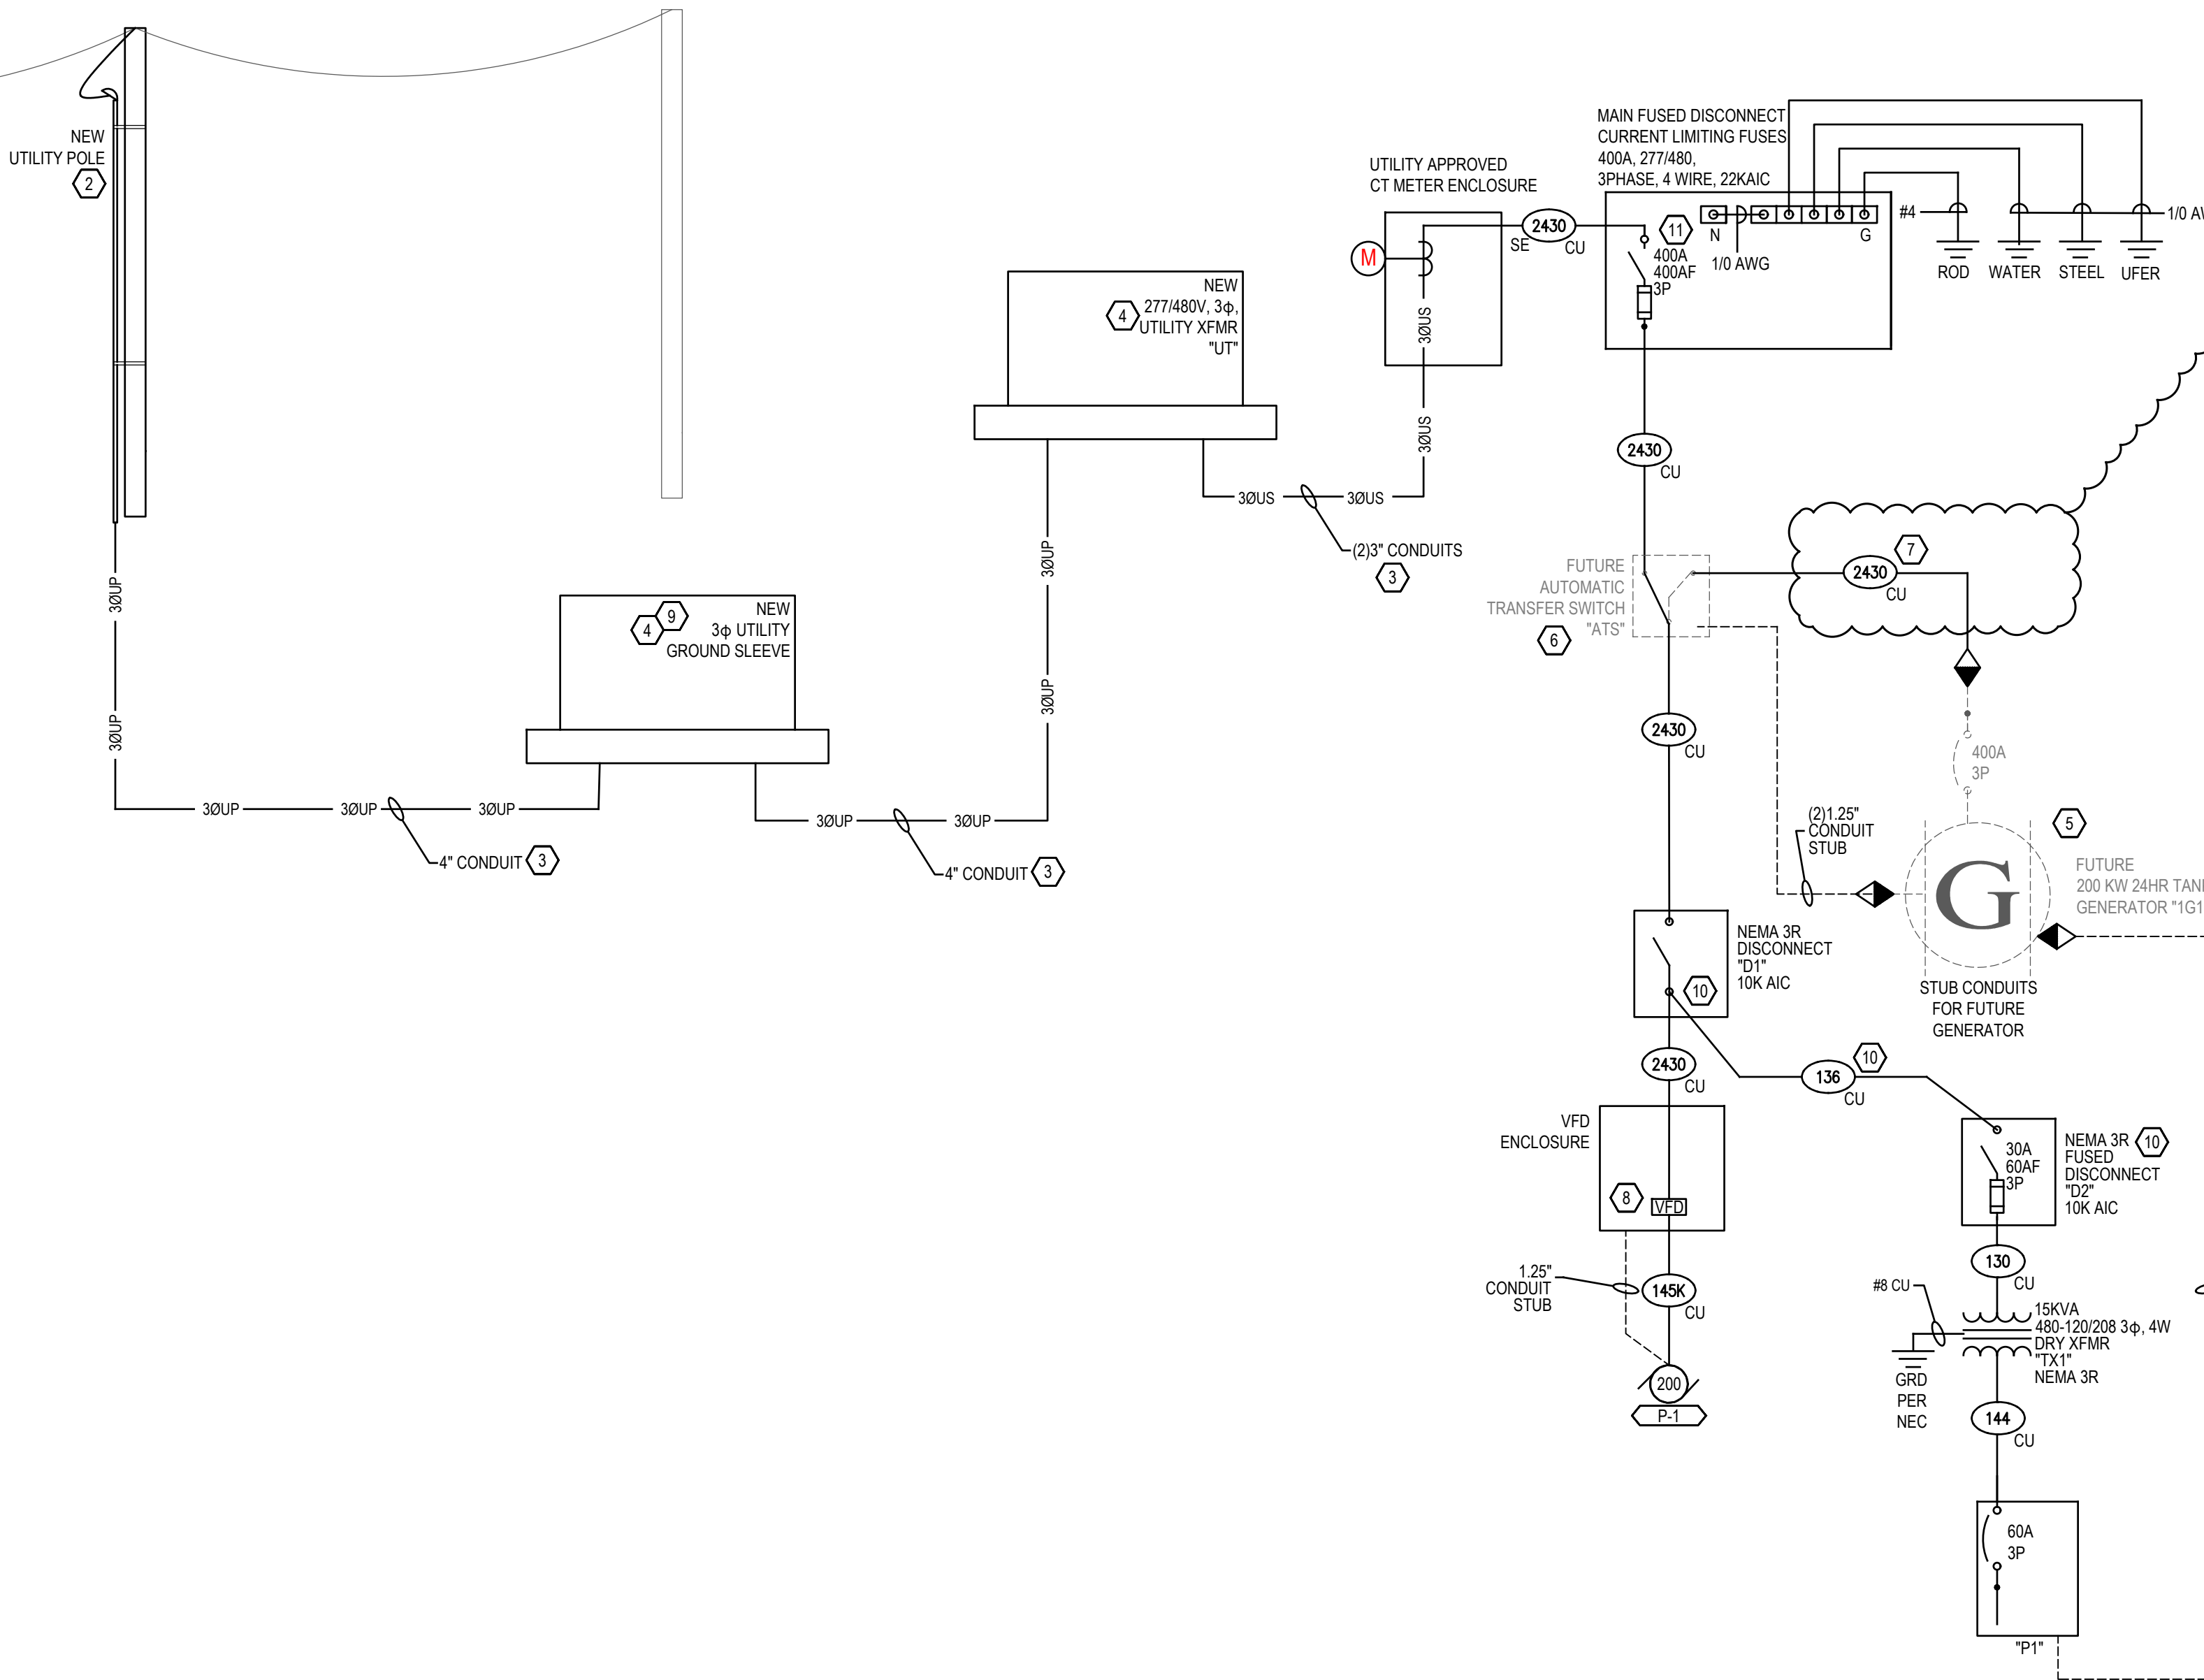 NEW
UTILITY POLE
2
3ØUP
3ØUP
3ØUP
3ØUP
3ØUP
4" CONDUIT
3
4
9
NEW
3ϕ UTILITY
GROUND SLEEVE
3ØUP
3ØUP
4" CONDUIT
3
3ØUP
3ØUP
NEW
4
277/480V, 3ϕ,
UTILITY XFMR
"UT"
3ØUS
3ØUS
(2)3" CONDUITS
3
3ØUS
3ØUS
UTILITY APPROVED
CT METER ENCLOSURE
M
2430
SE
CU
MAIN FUSED DISCONNECT
CURRENT LIMITING FUSES
400A, 277/480,
3PHASE, 4 WIRE, 22KAIC
11
400A
400AF
3P
N
G
1/0 AWG
#4
ROD
WATER
STEEL
UFER
2430
CU
FUTURE
AUTOMATIC
TRANSFER SWITCH
"ATS"
6
7
2430
CU
2430
CU
400A
3P
(2)1.25"
CONDUIT
STUB
5
G
FUTURE
200 KW 24HR
GENERATOR
STUB CONDUITS
FOR FUTURE
GENERATOR
NEMA 3R
DISCONNECT
"D1"
10K AIC
10
2430
CU
136
10
CU
VFD
ENCLOSURE
8
VFD
30A
60AF
3P
NEMA 3R
10
FUSED
DISCONNECT
"D2"
10K AIC
1.25"
CONDUIT
STUB
145K
CU
200
P-1
130
CU
#8 CU
15KVA
480-120/208 3ϕ, 4W
DRY XFMR
"TX1"
NEMA 3R
GRD
PER
NEC
144
CU
60A
3P
"P1"